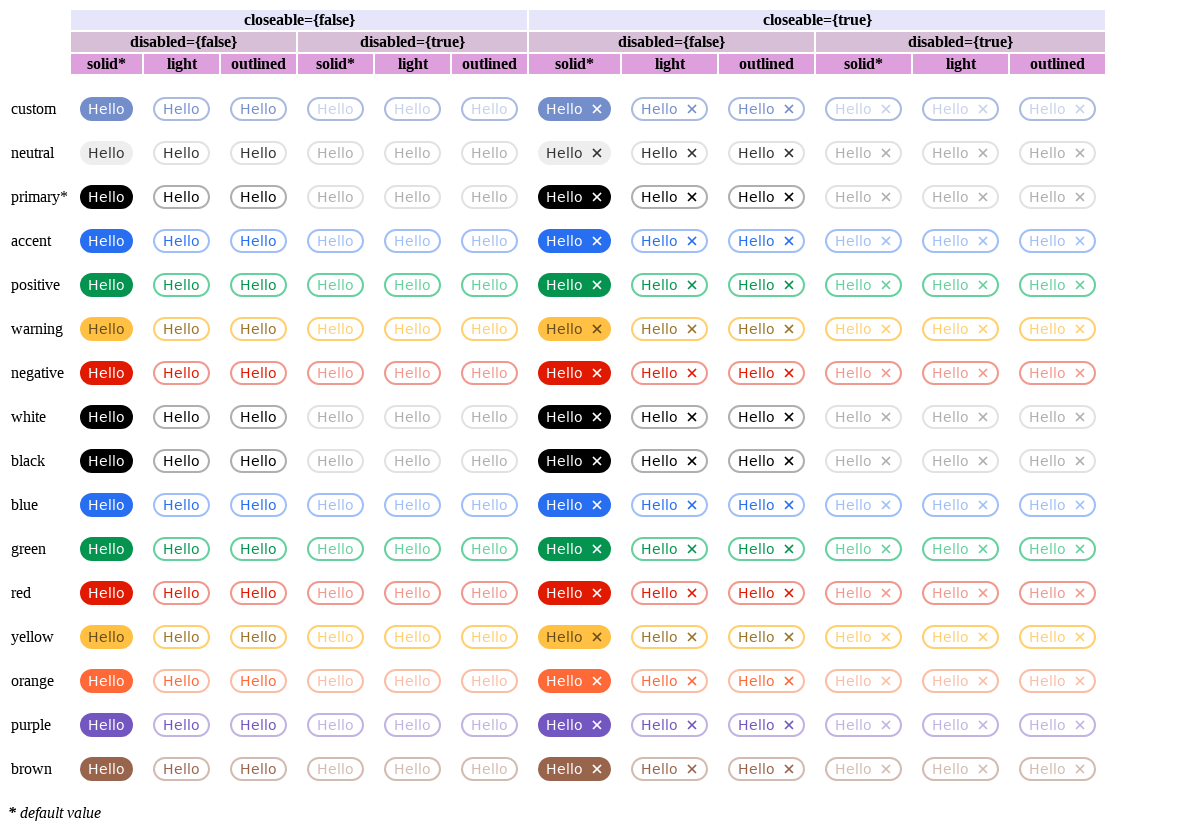 closeable={false} closeable={true}
disabled={false} disabled={true} disabled={false} disabled={true}
solid* light outlined solid* light outlined solid* light outlined solid* light outlined
custom Hello Hello Hello Hello Hello Hello Hello × Hello × Hello × Hello × Hello × Hello ×
neutral Hello Hello Hello Hello Hello Hello Hello × Hello × Hello × Hello × Hello × Hello ×
primary* Hello Hello Hello Hello Hello Hello Hello × Hello × Hello × Hello × Hello × Hello ×
accent Hello Hello Hello Hello Hello Hello Hello × Hello × Hello × Hello × Hello × Hello ×
positive Hello Hello Hello Hello Hello Hello Hello × Hello × Hello × Hello × Hello × Hello ×
warning Hello Hello Hello Hello Hello Hello Hello × Hello × Hello × Hello × Hello × Hello ×
negative Hello Hello Hello Hello Hello Hello Hello × Hello × Hello × Hello × Hello × Hello ×
white Hello Hello Hello Hello Hello Hello Hello × Hello × Hello × Hello × Hello × Hello ×
black Hello Hello Hello Hello Hello Hello Hello × Hello × Hello × Hello × Hello × Hello ×
blue Hello Hello Hello Hello Hello Hello Hello × Hello × Hello × Hello × Hello × Hello ×
green Hello Hello Hello Hello Hello Hello Hello × Hello × Hello × Hello × Hello × Hello ×
red Hello Hello Hello Hello Hello Hello Hello × Hello × Hello × Hello × Hello × Hello ×
yellow Hello Hello Hello Hello Hello Hello Hello × Hello × Hello × Hello × Hello × Hello ×
orange Hello Hello Hello Hello Hello Hello Hello × Hello × Hello × Hello × Hello × Hello ×
purple Hello Hello Hello Hello Hello Hello Hello × Hello × Hello × Hello × Hello × Hello ×
brown Hello Hello Hello Hello Hello Hello Hello × Hello × Hello × Hello × Hello × Hello ×
* default value